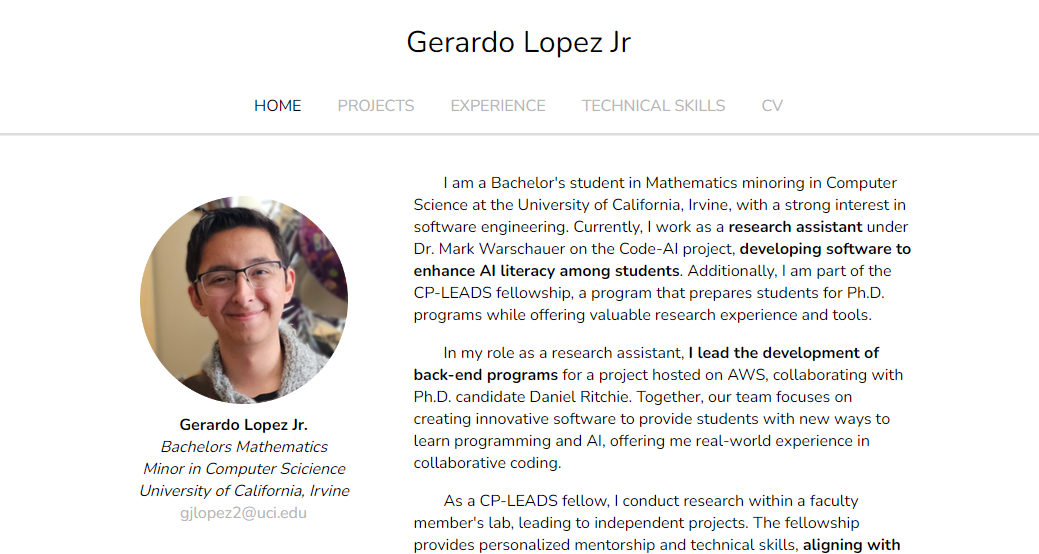 Gerardo Lopez Jr
HOME PROJECTS EXPERIENCE TECHNICAL SKILLS CV
Gerardo Lopez Jr.
Bachelors Mathematics
Minor in Computer Scicience
University of California, Irvine
gjlopez2@uci.edu
I am a Bachelor's student in Mathematics minoring in Computer
Science at the University of California, Irvine, with a strong interest in
software engineering. Currently, I work as a research assistant under
Dr. Mark Warschauer on the Code-AI project, developing software to
enhance AI literacy among students. Additionally, I am part of the
CP-LEADS fellowship, a program that prepares students for Ph.D.
programs while offering valuable research experience and tools.
In my role as a research assistant, I lead the development of
back-end programs for a project hosted on AWS, collaborating with
Ph.D. candidate Daniel Ritchie. Together, our team focuses on
creating innovative software to provide students with new ways to
learn programming and AI, offering me real-world experience in
collaborative coding.
As a CP-LEADS fellow, I conduct research within a faculty
member's lab, leading to independent projects. The fellowship
provides personalized mentorship and technical skills, aligning with